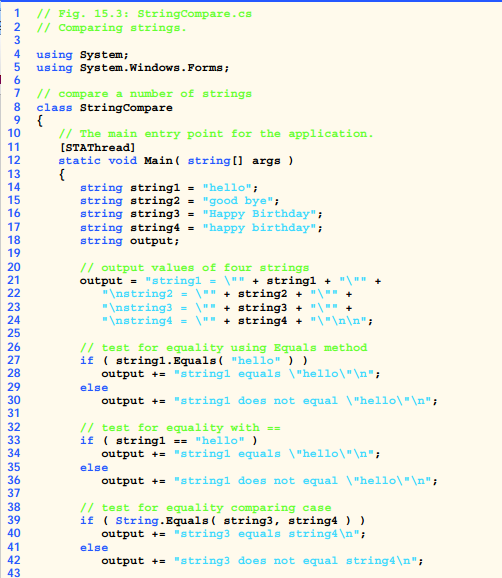 1 // Fig. 15.3: StringCompare.cs
2 // Comparing strings.
3
4 using System;
5 using System.Windows.Forms;
6
7 // compare a number of strings
8 class StringCompare
9 {
10 // The main entry point for the application.
11 [STAThread]
12 static void Main( string[] args )
13 {
14 string string1 = "hello";
15 string string2 = "good bye";
16 string string3 = "Happy Birthday";
17 string string4 = "happy birthday";
18 string output;
19
20 // output values of four strings
21 output = "string1 = \"" + string1 + "\"" +
22 "\nstring2 = \"" + string2 + "\"" +
23 "\nstring3 = \"" + string3 + "\"" +
24 "\nstring4 = \"" + string4 + "\"\n\n";
25
26 // test for equality using Equals method
27 if ( string1.Equals( "hello" ) )
28 output += "string1 equals \"hello\"\n";
29 else
30 output += "string1 does not equal \"hello\"\n";
31
32 // test for equality with ==
33 if ( string1 == "hello" )
34 output += "string1 equals \"hello\"\n";
35 else
36 output += "string1 does not equal \"hello\"\n";
37
38 // test for equality comparing case
39 if ( String.Equals( string3, string4 ) )
40 output += "string3 equals string4\n";
41 else
42 output += "string3 does not equal string4\n";
43